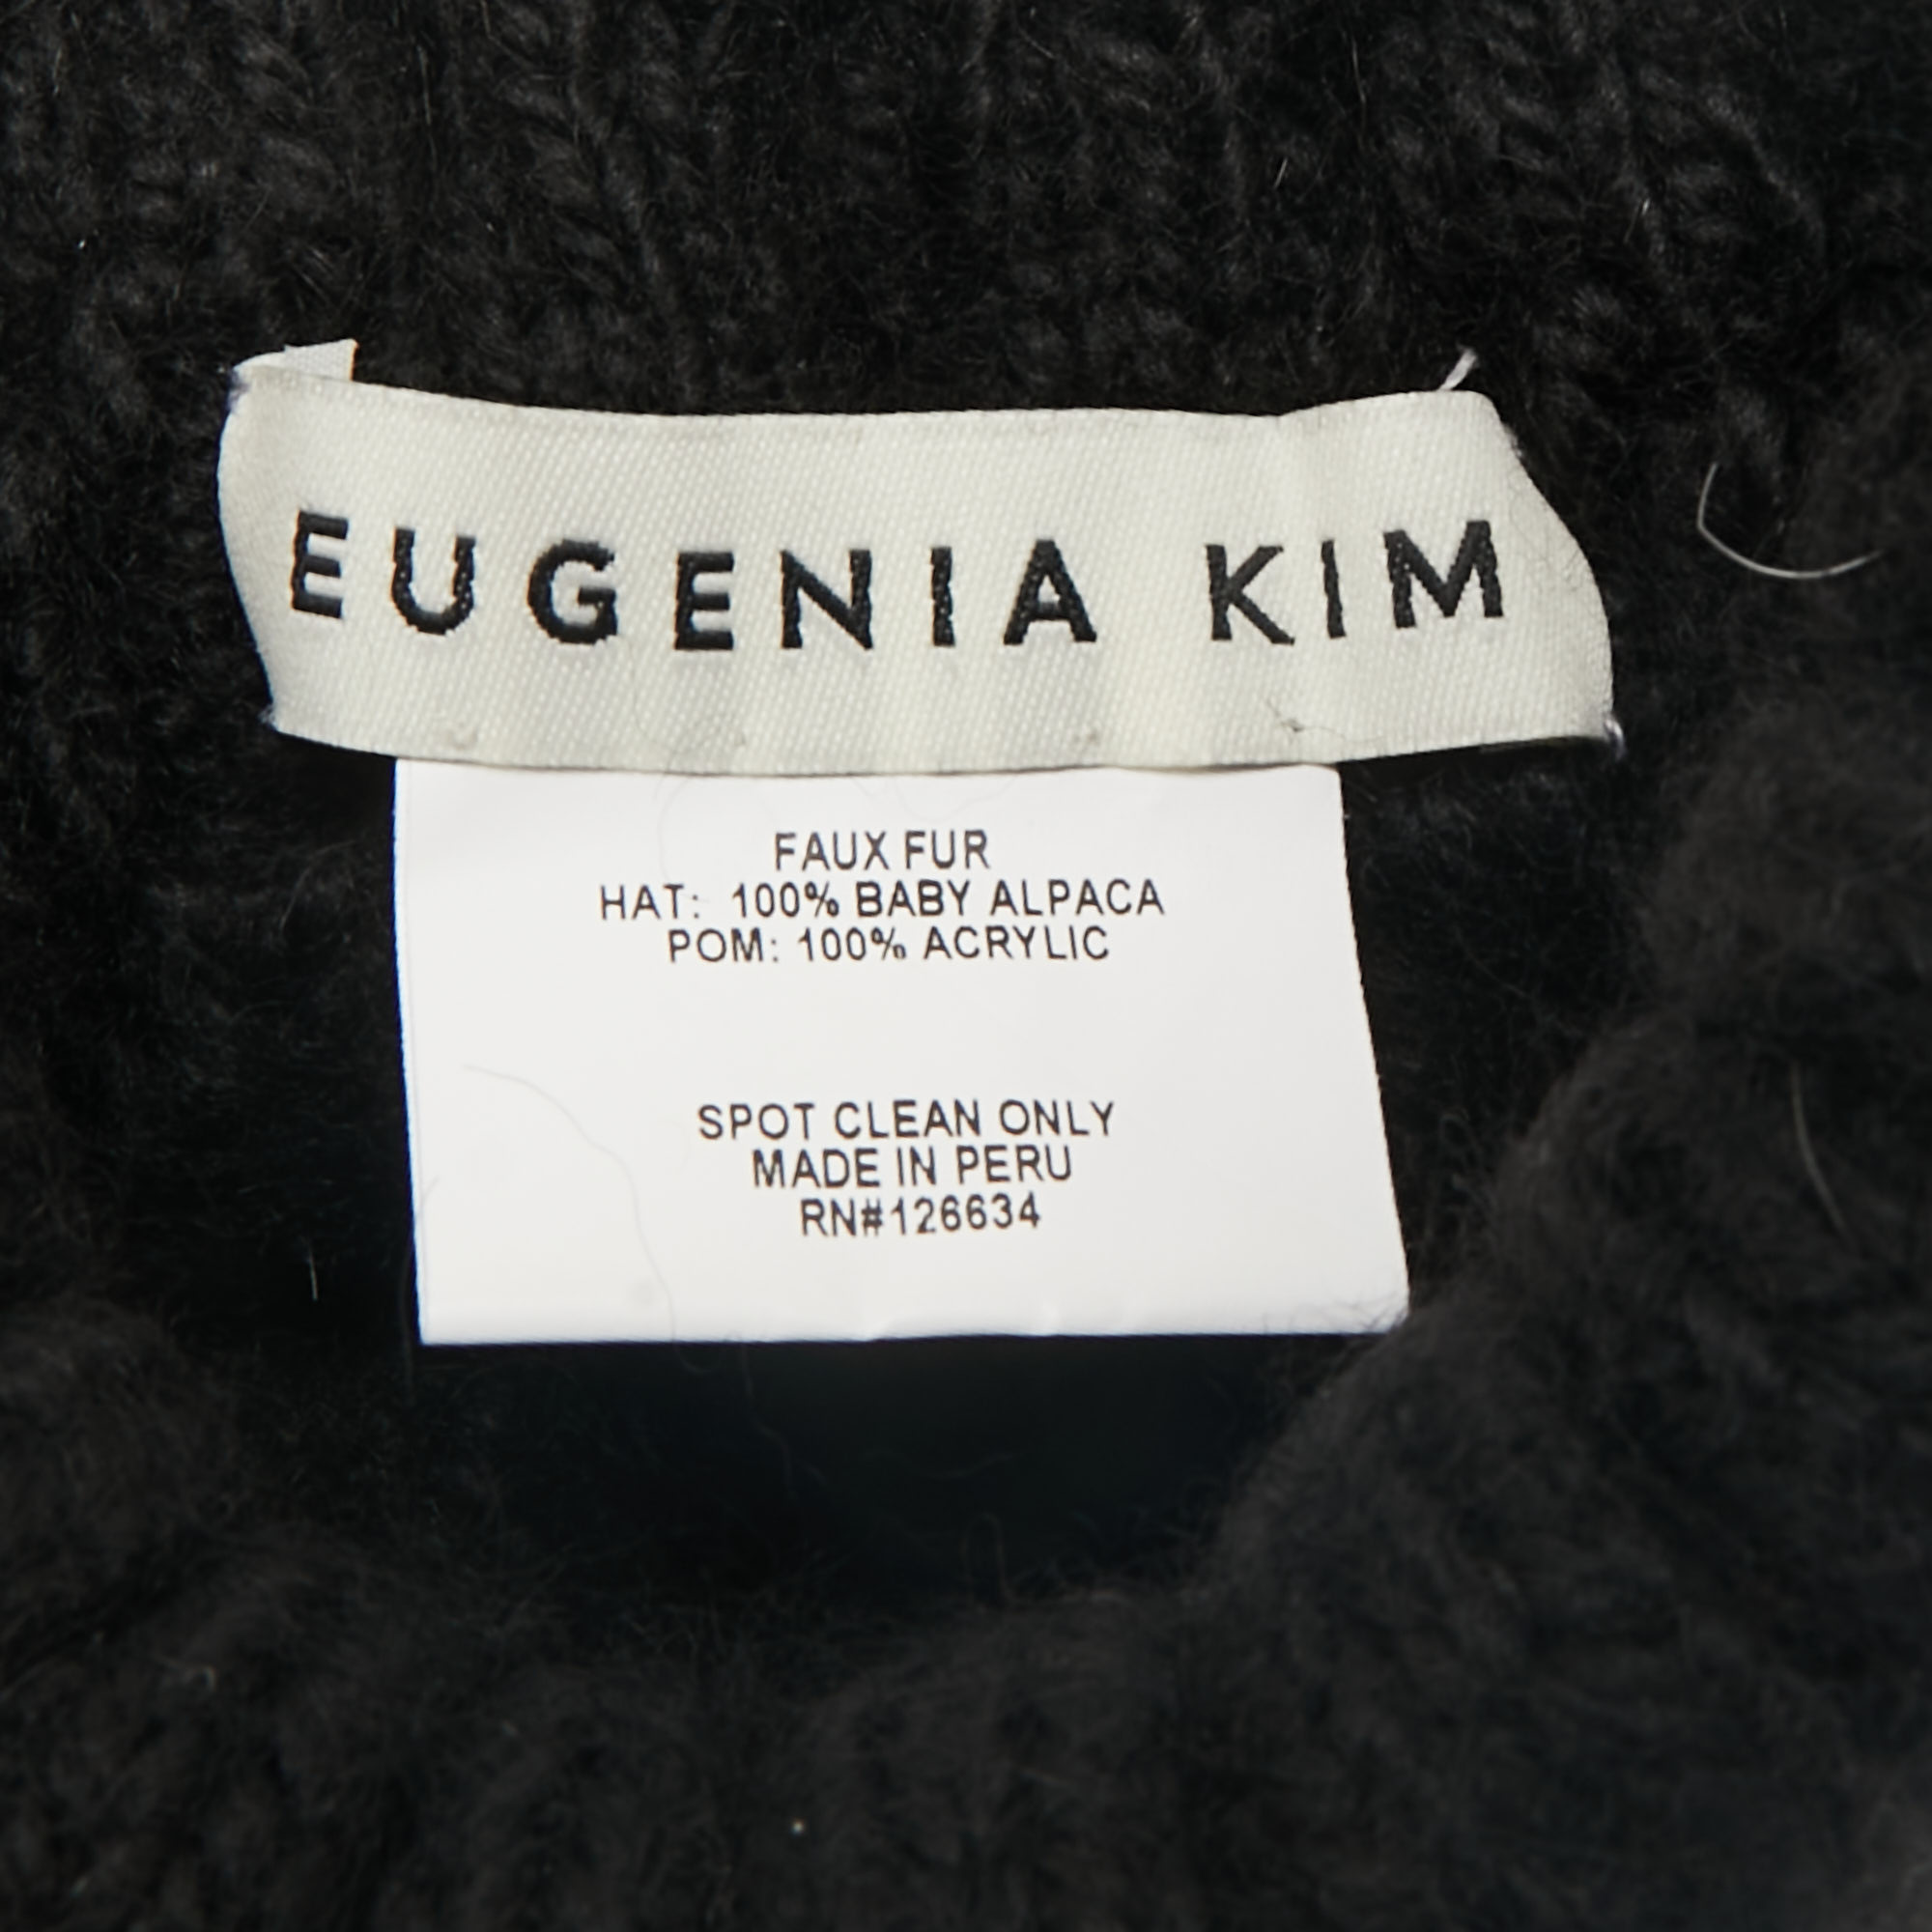 EUGENIA KIM
FAUX FUR
HAT: 100% BABY ALPACA
POM: 100% ACRYLIC
SPOT CLEAN ONLY
MADE IN PERU
RN#126634